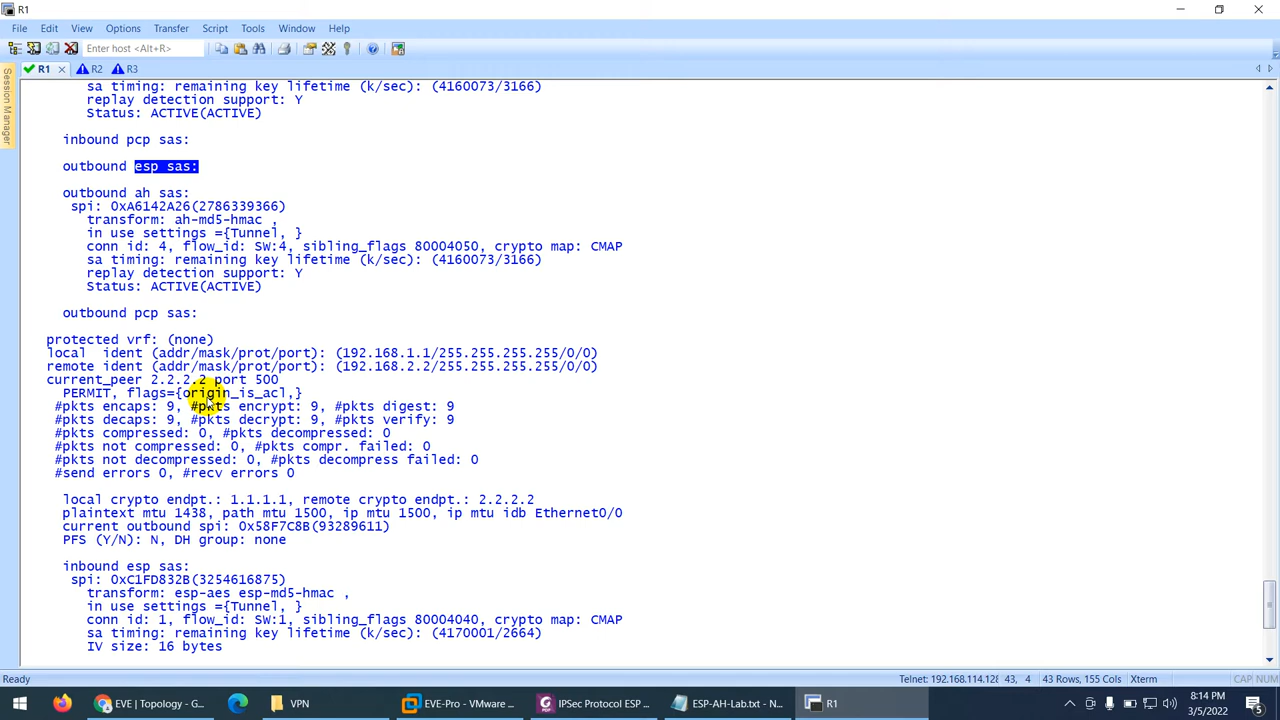 R1
File Edit View Options Transfer Script Tools Window Help
Enter host <Alt+R>
R1 R2 R3
Session Manager
sa timing: remaining key lifetime (k/sec): (4160073/3166)
replay detection support: Y
Status: ACTIVE(ACTIVE)
inbound pcp sas:
outbound esp sas:
outbound ah sas:
spi: 0xA6142A26(2786339366)
transform: ah-md5-hmac ,
in use settings ={Tunnel, }
conn id: 4, flow_id: SW:4, sibling_flags 80004050, crypto map: CMAP
sa timing: remaining key lifetime (k/sec): (4160073/3166)
replay detection support: Y
Status: ACTIVE(ACTIVE)
outbound pcp sas:
protected vrf: (none)
local ident (addr/mask/prot/port): (192.168.1.1/255.255.255.255/0/0)
remote ident (addr/mask/prot/port): (192.168.2.2/255.255.255.255/0/0)
current_peer 2.2.2.2 port 500
PERMIT, flags={origin_is_acl,}
#pkts encaps: 9, #pkts encrypt: 9, #pkts digest: 9
#pkts decaps: 9, #pkts decrypt: 9, #pkts verify: 9
#pkts compressed: 0, #pkts decompressed: 0
#pkts not compressed: 0, #pkts compr. failed: 0
#pkts not decompressed: 0, #pkts decompress failed: 0
#send errors 0, #recv errors 0
local crypto endpt.: 1.1.1.1, remote crypto endpt.: 2.2.2.2
plaintext mtu 1438, path mtu 1500, ip mtu 1500, ip mtu idb Ethernet0/0
current outbound spi: 0x58F7C8B(93289611)
PFS (Y/N): N, DH group: none
inbound esp sas:
spi: 0xC1FD832B(3254616875)
transform: esp-aes esp-md5-hmac ,
in use settings ={Tunnel, }
conn id: 1, flow_id: SW:1, sibling_flags 80004040, crypto map: CMAP
sa timing: remaining key lifetime (k/sec): (4170001/2664)
IV size: 16 bytes
Ready Telnet: 192.168.114.128 43, 4 43 Rows, 155 Cols Xterm CAP NUM
EVE | Topology - G... VPN EVE-Pro - VMware ... IPSec Protocol ESP ... ESP-AH-Lab.txt - N... R1 8:14 PM
3/5/2022 5